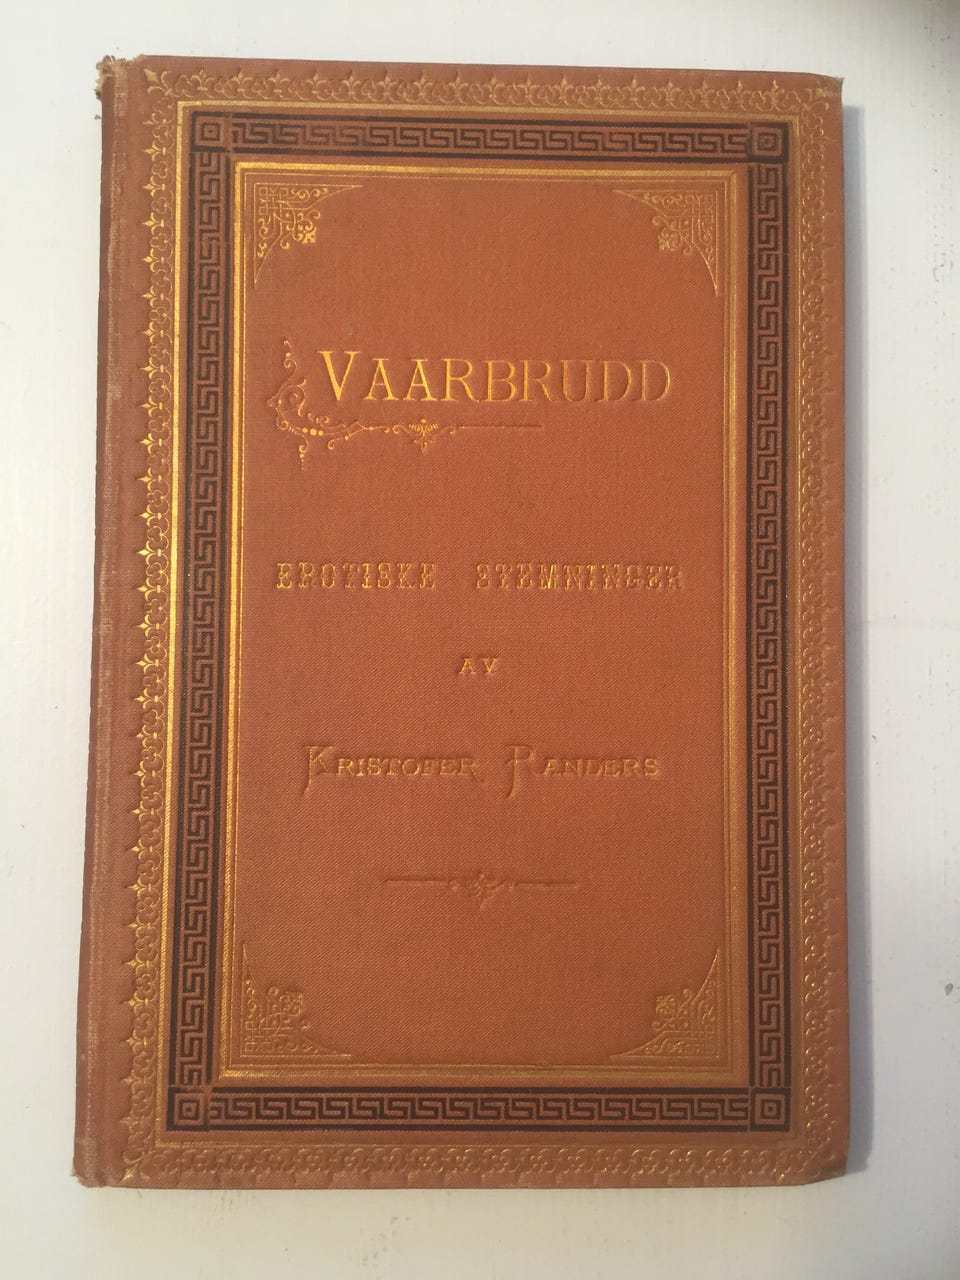 VAARBRUDD
EROTISKE STEMNINGER
AV
KRISTOFER RANDERS